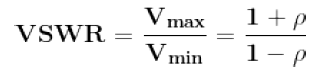 VSWR = V_max / V_min = (1 + ρ) / (1 − ρ)